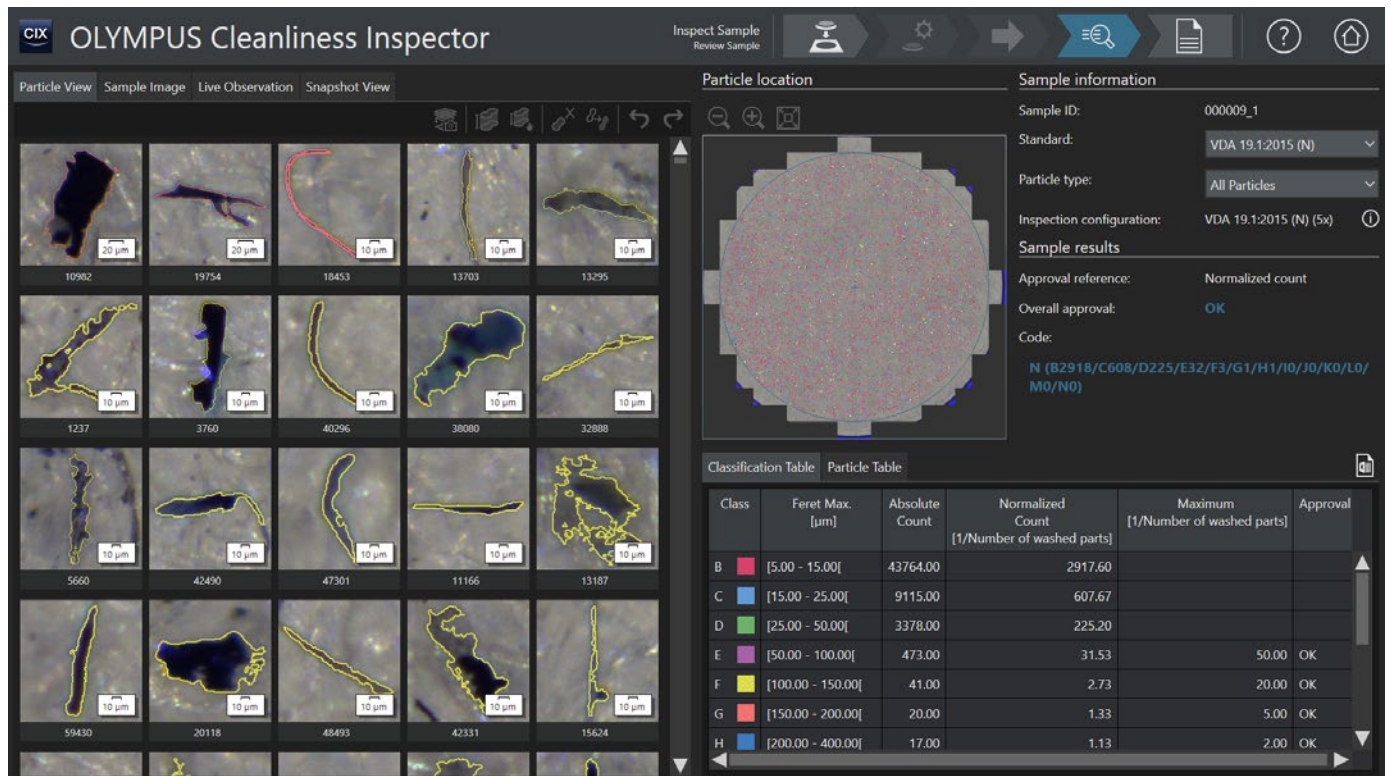 CIX
OLYMPUS Cleanliness Inspector
Inspect Sample
Review Sample
Particle View Sample Image Live Observation Snapshot View
20 µm 20 µm 10 µm 10 µm 10 µm
10982 19754 18453 13703 13295
10 µm 10 µm 10 µm 10 µm 10 µm
1237 3760 40296 38080 32888
10 µm 10 µm 10 µm 10 µm 10 µm
5660 42490 47301 11166 13187
10 µm 10 µm 10 µm 10 µm 10 µm
59430 20118 48493 42331 15624
Particle location
Sample information
Sample ID: 000009_1
Standard: VDA 19.1:2015 (N)
Particle type: All Particles
Inspection configuration: VDA 19.1:2015 (N) (5x)
Sample results
Approval reference: Normalized count
Overall approval: OK
Code:
N (B2918/C608/D225/E32/F3/G1/H1/I0/J0/K0/L0/
M0/N0)
Classification Table Particle Table
Class Feret Max. Absolute Normalized Maximum Approval
[µm] Count Count [1/Number of washed parts]
[1/Number of washed parts]
B [5.00 - 15.00[ 43764.00 2917.60
C [15.00 - 25.00[ 9115.00 607.67
D [25.00 - 50.00[ 3378.00 225.20
E [50.00 - 100.00[ 473.00 31.53 50.00 OK
F [100.00 - 150.00[ 41.00 2.73 20.00 OK
G [150.00 - 200.00[ 20.00 1.33 5.00 OK
H [200.00 - 400.00[ 17.00 1.13 2.00 OK